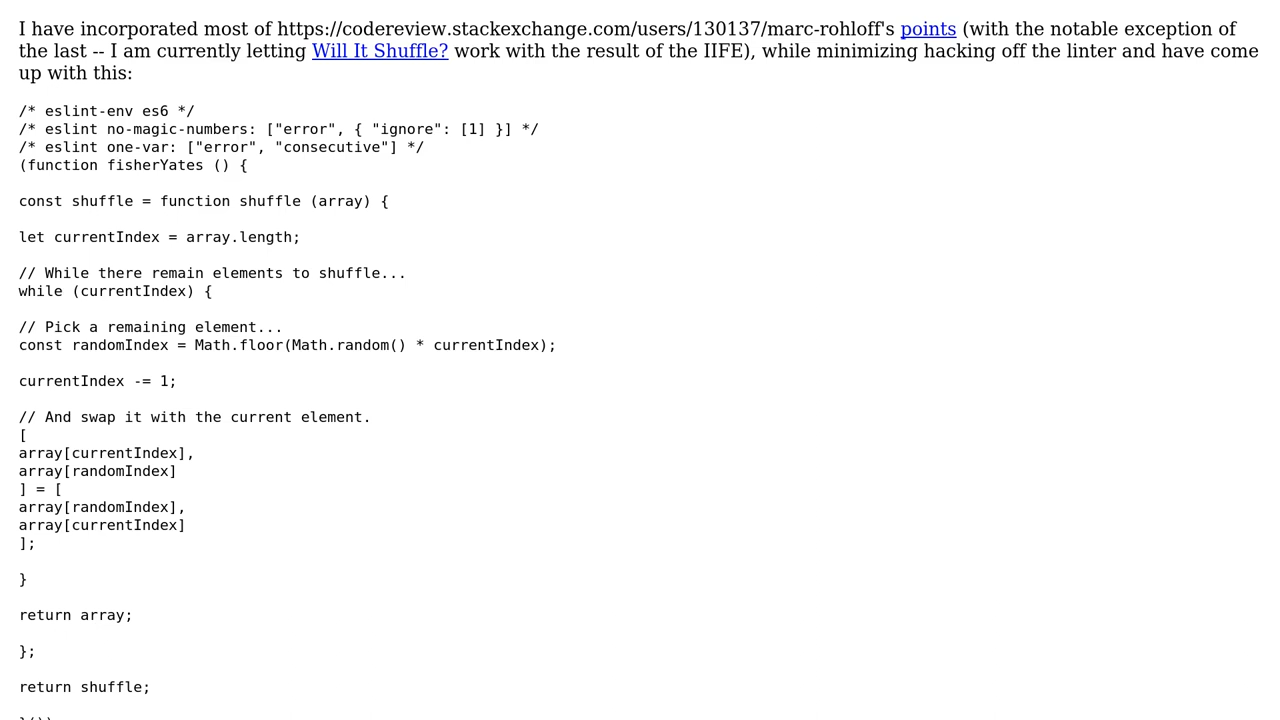 I have incorporated most of https://codereview.stackexchange.com/users/130137/marc-rohloff's points (with the notable exception of
the last -- I am currently letting Will It Shuffle? work with the result of the IIFE), while minimizing hacking off the linter and have come
up with this:
/* eslint-env es6 */
/* eslint no-magic-numbers: ["error", { "ignore": [1] }] */
/* eslint one-var: ["error", "consecutive"] */
(function fisherYates () {
const shuffle = function shuffle (array) {
let currentIndex = array.length;
// While there remain elements to shuffle...
while (currentIndex) {
// Pick a remaining element...
const randomIndex = Math.floor(Math.random() * currentIndex);
currentIndex -= 1;
// And swap it with the current element.
[
array[currentIndex],
array[randomIndex]
] = [
array[randomIndex],
array[currentIndex]
];
}
return array;
};
return shuffle;